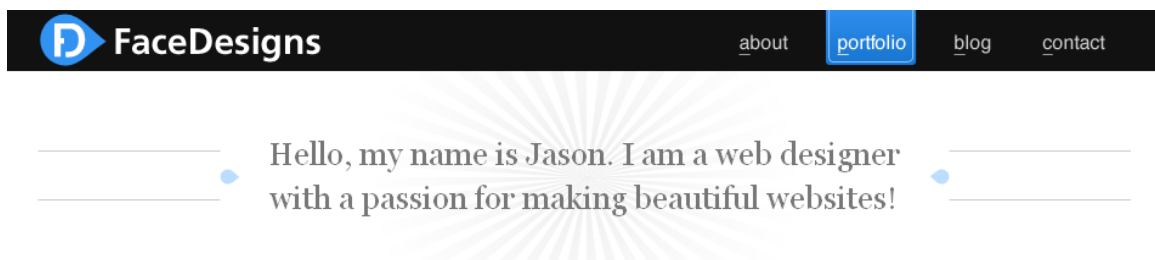 FaceDesigns
about portfolio blog contact
Hello, my name is Jason. I am a web designer
with a passion for making beautiful websites!